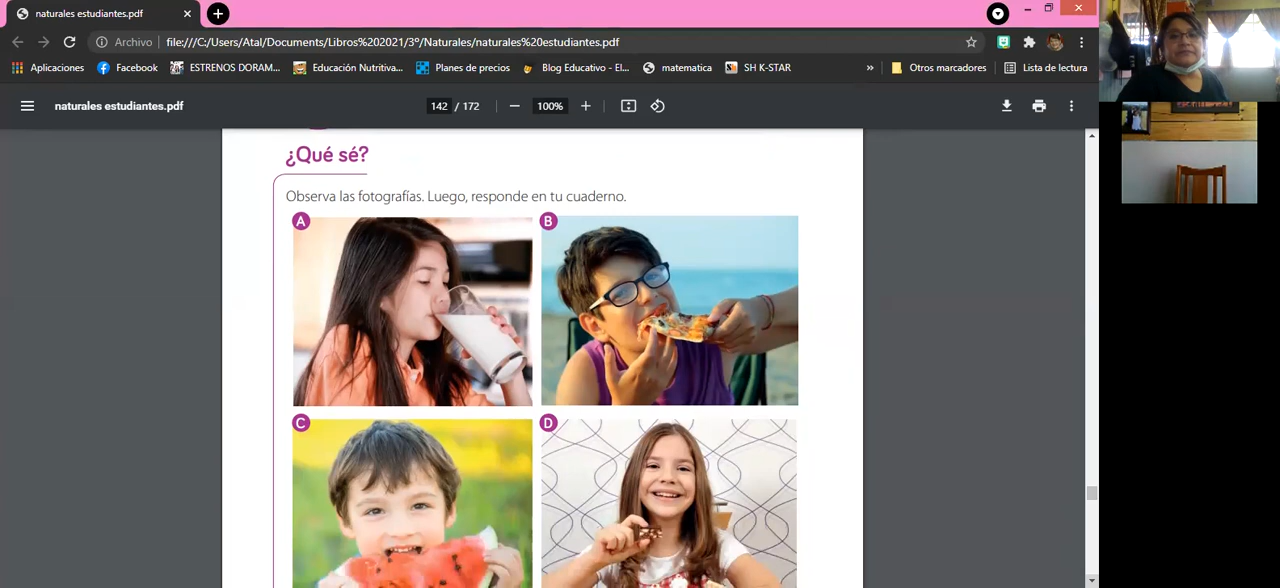 naturales estudiantes.pdf
Archivo
file:///C:/Users/Atal/Documents/Libros%202021/3º/Naturales/naturales%20estudiantes.pdf
Aplicaciones Facebook ESTRENOS DORAM... Educación Nutritiva... Planes de precios Blog Educativo - El... matematica SH K-STAR » Otros marcadores Lista de lectura
naturales estudiantes.pdf 142 / 172 — 100% +
¿Qué sé?
Observa las fotografías. Luego, responde en tu cuaderno.
A B
C D